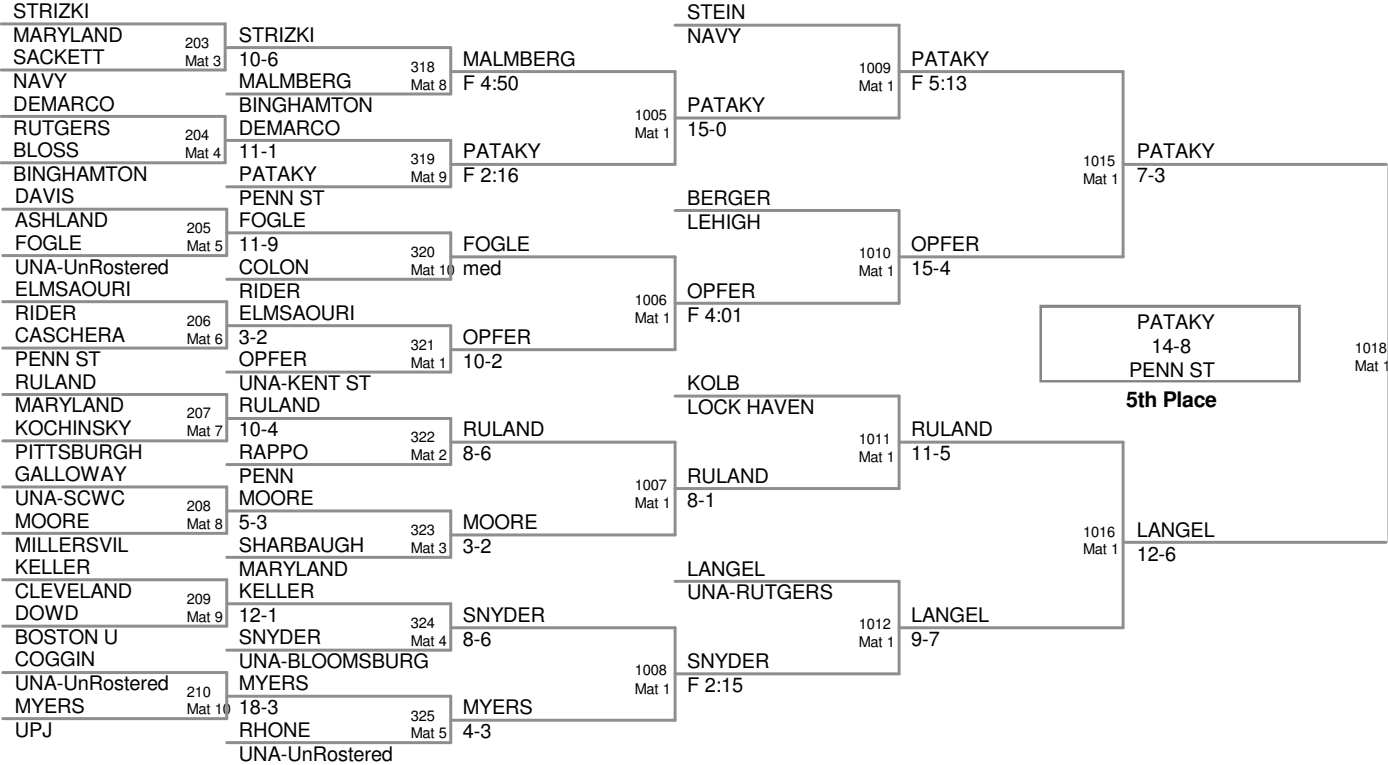 STRIZKI
MARYLAND
203
SACKETT
Mat 3
NAVY
DEMARCO
RUTGERS
204
BLOSS
Mat 4
BINGHAMTON
DAVIS
ASHLAND
205
FOGLE
Mat 5
UNA-UnRostered
ELMSAOURI
RIDER
206
CASCHERA
Mat 6
PENN ST
RULAND
MARYLAND
207
KOCHINSKY
Mat 7
PITTSBURGH
GALLOWAY
UNA-SCWC
208
MOORE
Mat 8
MILLERSVIL
KELLER
CLEVELAND
209
DOWD
Mat 9
BOSTON U
COGGIN
UNA-UnRostered
210
MYERS
Mat 10
UPJ
STRIZKI
10-6
318
MALMBERG
Mat 8
BINGHAMTON
DEMARCO
11-1
319
PATAKY
Mat 9
PENN ST
FOGLE
11-9
320
COLON
Mat 10
RIDER
ELMSAOURI
3-2
321
OPFER
Mat 1
UNA-KENT ST
RULAND
10-4
322
RAPPO
Mat 2
PENN
MOORE
5-3
323
SHARBAUGH
Mat 3
MARYLAND
KELLER
12-1
324
SNYDER
Mat 4
UNA-BLOOMSBURG
MYERS
18-3
325
RHONE
Mat 5
UNA-UnRostered
MALMBERG
F 4:50
1005
Mat 1
PATAKY
F 2:16
FOGLE
med
1006
Mat 1
OPFER
10-2
RULAND
8-6
1007
Mat 1
MOORE
3-2
SNYDER
8-6
1008
Mat 1
MYERS
4-3
STEIN
NAVY
1009
Mat 1
PATAKY
15-0
BERGER
LEHIGH
1010
Mat 1
OPFER
F 4:01
KOLB
LOCK HAVEN
1011
Mat 1
RULAND
8-1
LANGEL
UNA-RUTGERS
1012
Mat 1
SNYDER
F 2:15
PATAKY
F 5:13
1015
Mat 1
OPFER
15-4
RULAND
11-5
1016
Mat 1
LANGEL
9-7
PATAKY
7-3
1018
Mat 1
LANGEL
12-6
PATAKY
14-8
PENN ST
5th Place